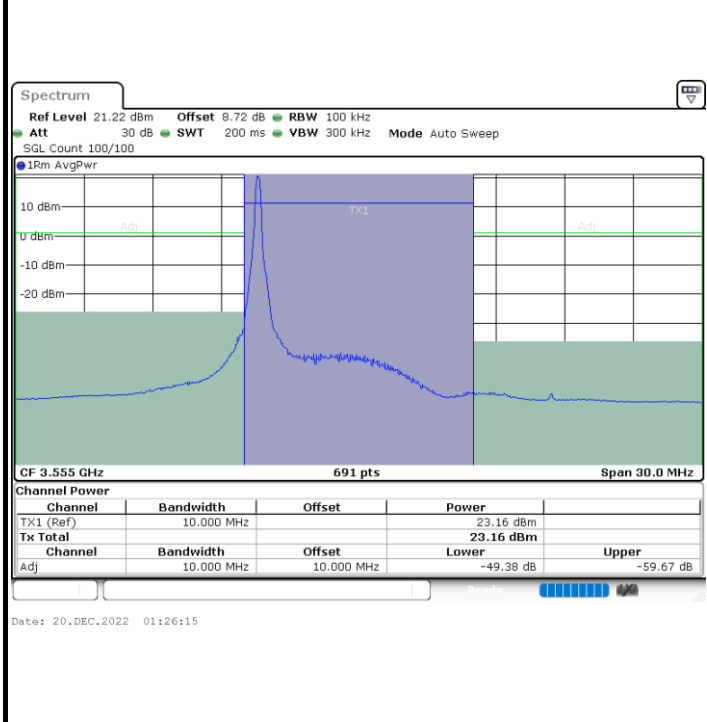 Spectrum
Ref Level 21.22 dBm Offset 8.72 dB RBW 100 kHz
Att 30 dB SWT 200 ms VBW 300 kHz Mode Auto Sweep
SGL Count 100/100
1Rm AvgPwr
10 dBm
TX1
Adj Adj
0 dBm
-10 dBm
-20 dBm
CF 3.555 GHz 691 pts Span 30.0 MHz
Channel Power
Channel Bandwidth Offset Power
TX1 (Ref) 10.000 MHz 23.16 dBm
Tx Total 23.16 dBm
Channel Bandwidth Offset Lower Upper
Adj 10.000 MHz 10.000 MHz -49.38 dB -59.67 dB
Ready
Date: 20.DEC.2022 01:26:15